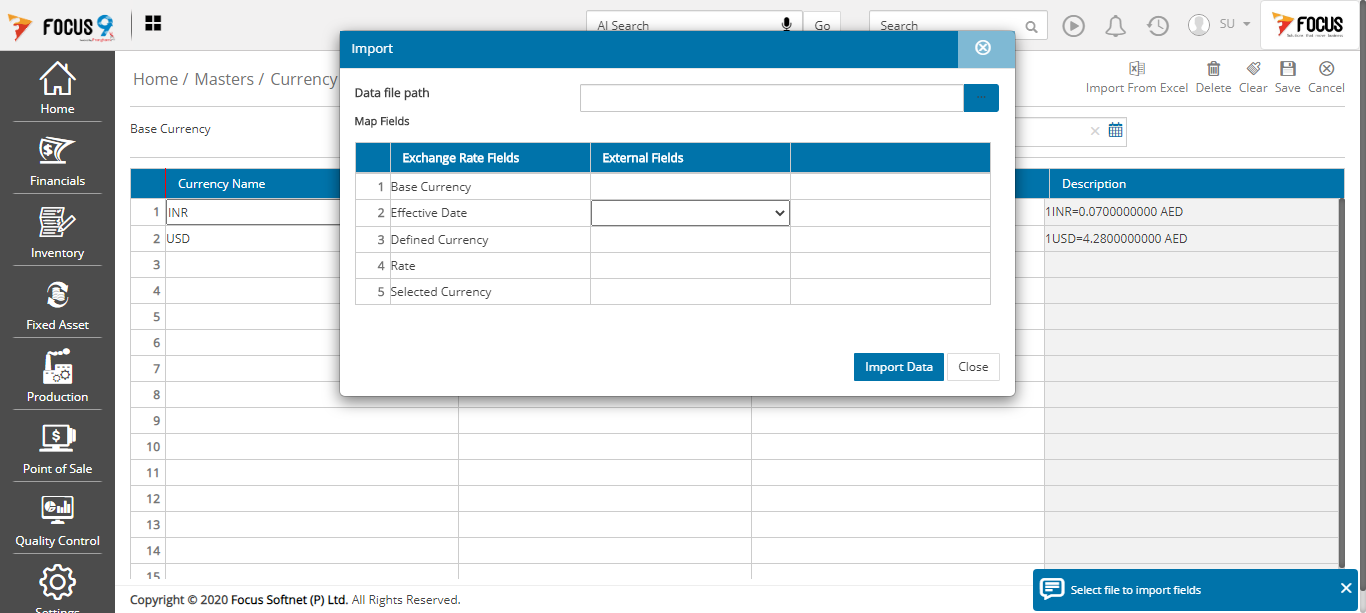 FOCUS 9
AI Search
Go
Search
SU
FOCUS
Import
Home / Masters / Currency
Import From Excel
Delete
Clear
Save
Cancel
Home
Data file path
...
Map Fields
Base Currency
Exchange Rate Fields
External Fields
1 Base Currency
2 Effective Date
3 Defined Currency
4 Rate
5 Selected Currency
Currency Name
Description
1 INR
1INR=0.0700000000 AED
2 USD
1USD=4.2800000000 AED
3
4
5
6
7
8
9
10
11
12
13
14
15
Import Data
Close
Financials
Inventory
Fixed Asset
Production
Point of Sale
Quality Control
Settings
Select file to import fields
Copyright © 2020 Focus Softnet (P) Ltd. All Rights Reserved.